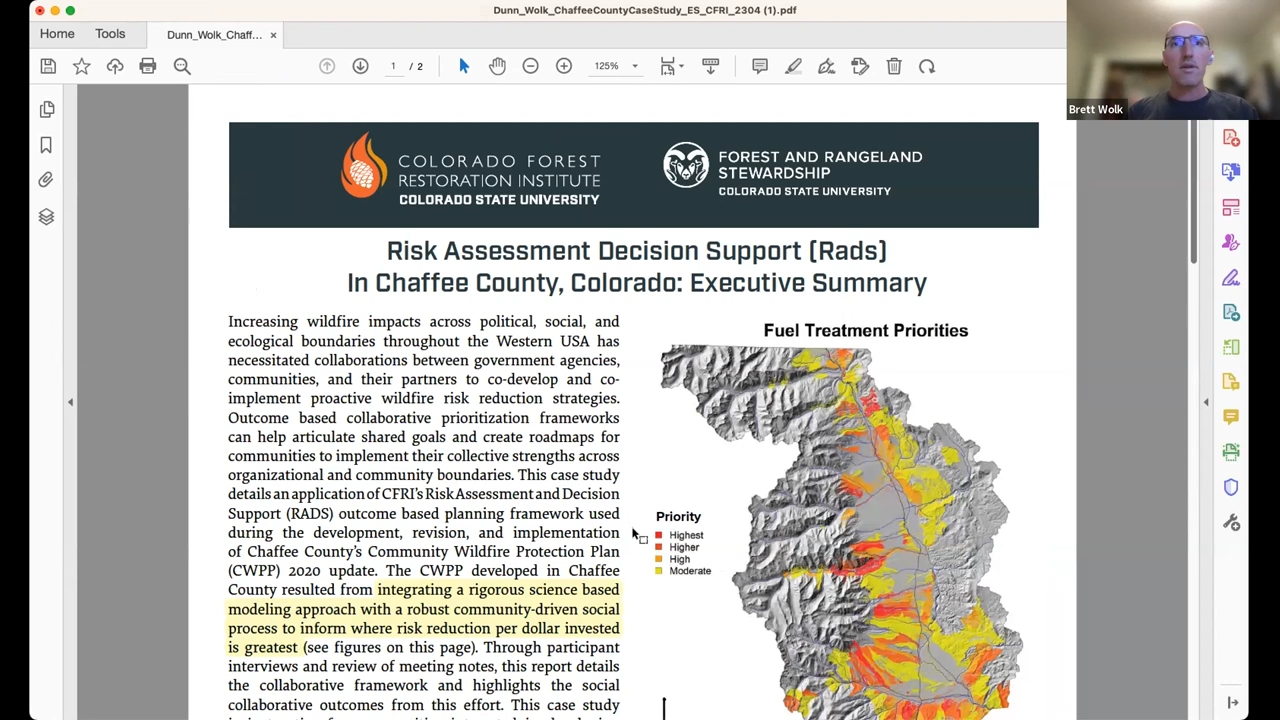 Dunn_Wolk_ChaffeeCountyCaseStudy_ES_CFRI_2304 (1).pdf
Home
Tools
Dunn_Wolk_Chaff...
1
/ 2
125%
Brett Wolk
COLORADO FOREST
RESTORATION INSTITUTE
COLORADO STATE UNIVERSITY
FOREST AND RANGELAND
STEWARDSHIP
COLORADO STATE UNIVERSITY
Risk Assessment Decision Support (Rads)
In Chaffee County, Colorado: Executive Summary
Increasing wildfire impacts across political, social, and
ecological boundaries throughout the Western USA has
necessitated collaborations between government agencies,
communities, and their partners to co-develop and co-
implement proactive wildfire risk reduction strategies.
Outcome based collaborative prioritization frameworks
can help articulate shared goals and create roadmaps for
communities to implement their collective strengths across
organizational and community boundaries. This case study
details an application of CFRI's Risk Assessment and Decision
Support (RADS) outcome based planning framework used
during the development, revision, and implementation
of Chaffee County's Community Wildfire Protection Plan
(CWPP) 2020 update. The CWPP developed in Chaffee
County resulted from integrating a rigorous science based
modeling approach with a robust community-driven social
process to inform where risk reduction per dollar invested
is greatest (see figures on this page). Through participant
interviews and review of meeting notes, this report details
the collaborative framework and highlights the social
collaborative outcomes from this effort. This case study
Fuel Treatment Priorities
Priority
Highest
Higher
High
Moderate